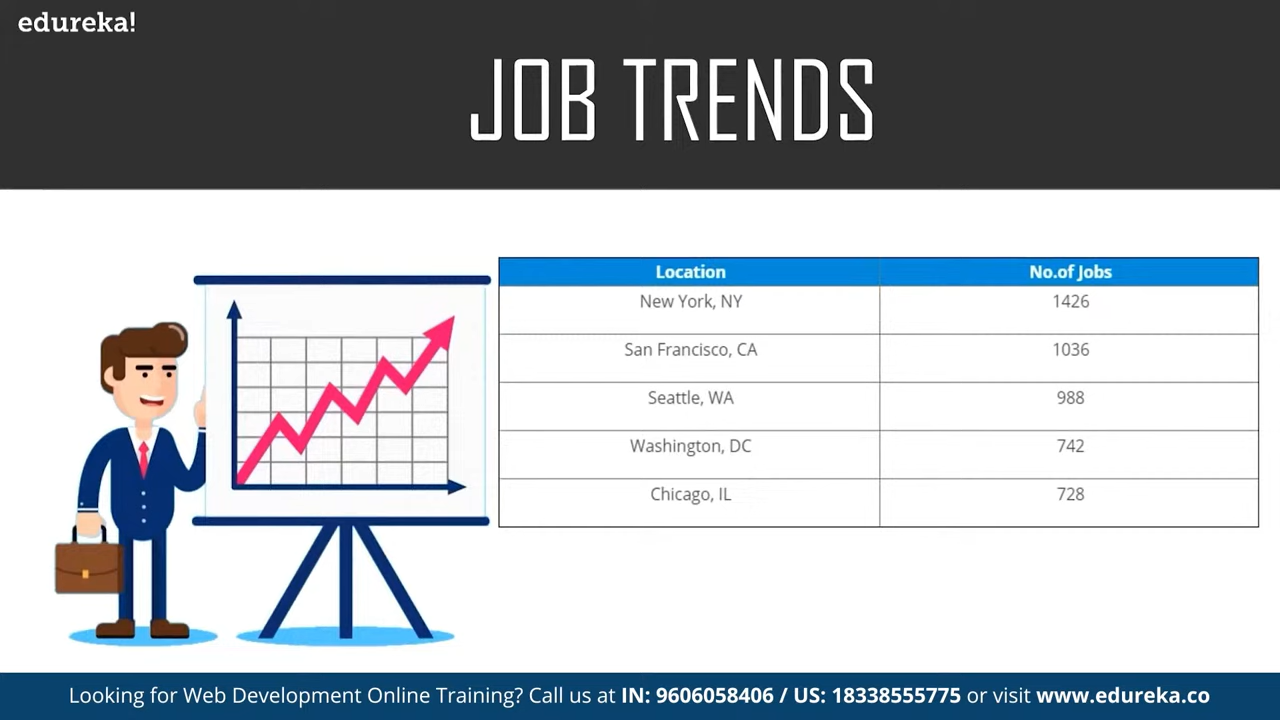 edureka!
JOB TRENDS
Location No.of Jobs
New York, NY 1426
San Francisco, CA 1036
Seattle, WA 988
Washington, DC 742
Chicago, IL 728
Looking for Web Development Online Training? Call us at IN: 9606058406 / US: 18338555775 or visit www.edureka.co